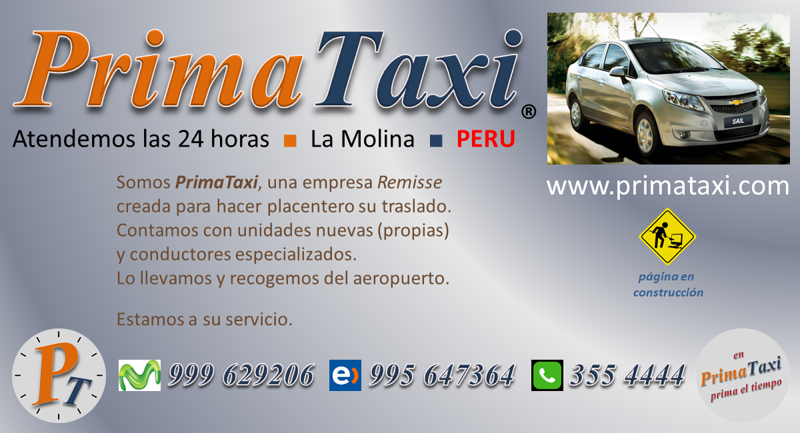 PrimaTaxi®
Atendemos las 24 horas ■ La Molina ■ PERU
SAIL
www.primataxi.com
Somos PrimaTaxi, una empresa Remisse
creada para hacer placentero su traslado.
Contamos con unidades nuevas (propias)
y conductores especializados.
Lo llevamos y recogemos del aeropuerto.
Estamos a su servicio.
página en
construcción
PT
999 629206
995 647364
355 4444
en
PrimaTaxi
prima el tiempo